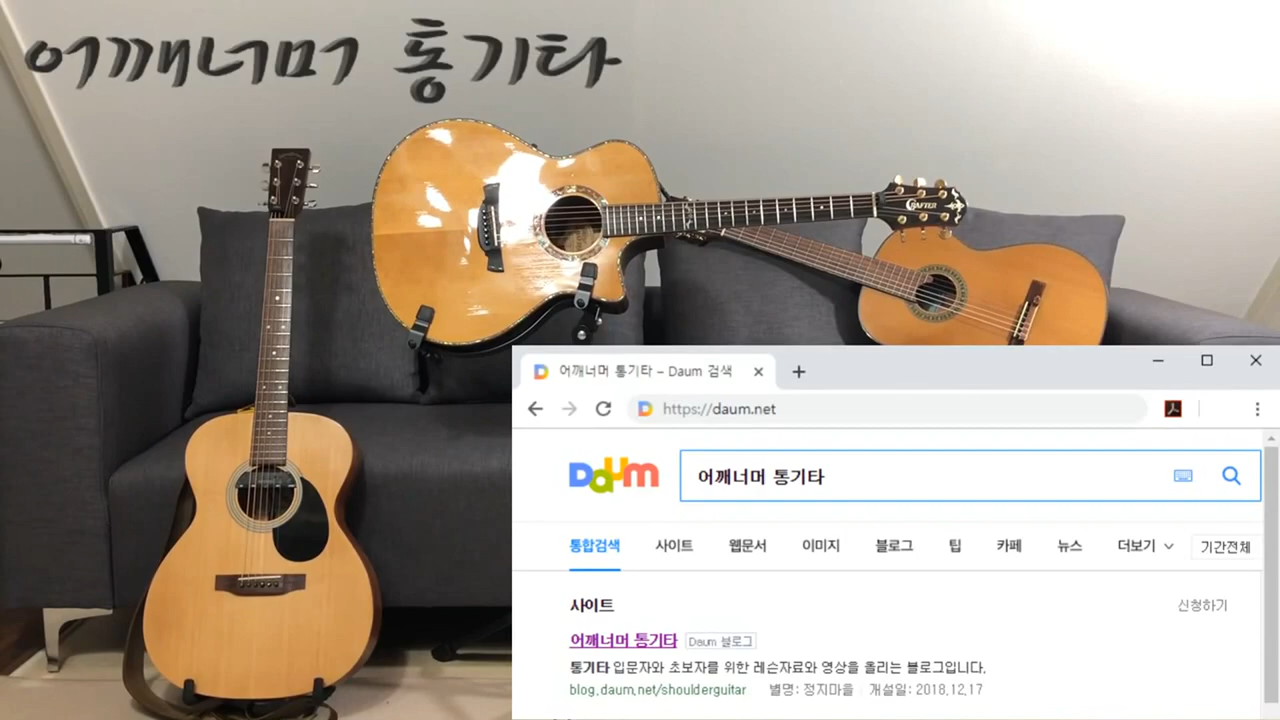 어깨너머 통기타
CRAFTER
어깨너머 통기타 – Daum 검색
https://daum.net
Daum
어깨너머 통기타
통합검색 사이트 웹문서 이미지 블로그 팁 카페 뉴스 더보기 기간전체
사이트 신청하기
어깨너머 통기타 Daum 블로그
통기타 입문자와 초보자를 위한 레슨자료와 영상을 올리는 블로그입니다.
blog.daum.net/shoulderguitar 별명: 정지마을 개설일: 2018.12.17